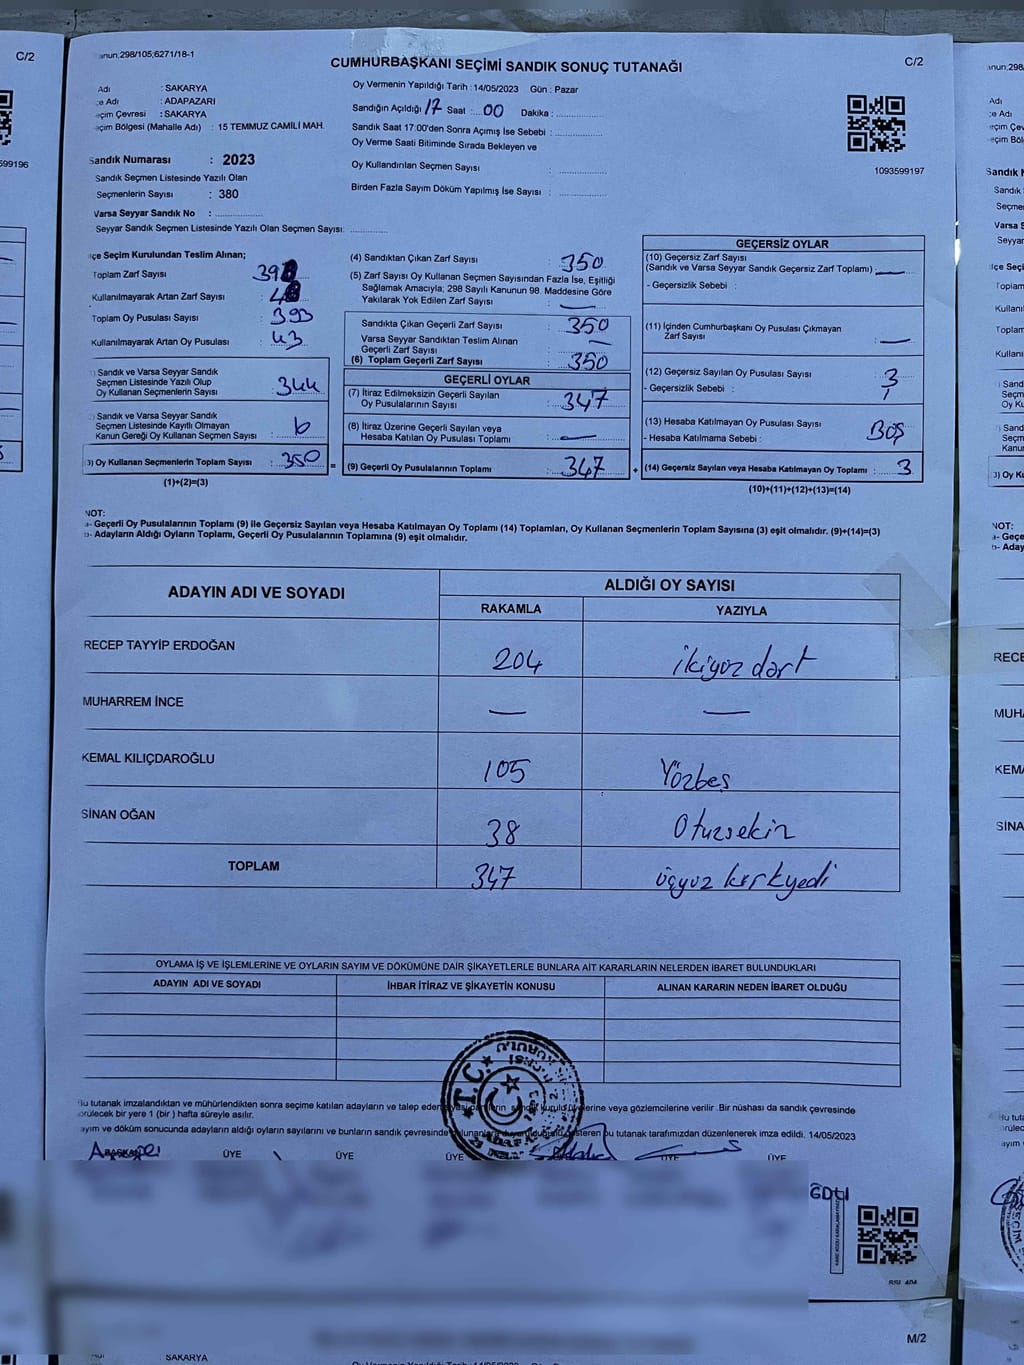 C/2
anun;298/105;6271/18-1
CUMHURBAŞKANI SEÇİMİ SANDIK SONUÇ TUTANAĞI
C/2
Adı : SAKARYA
çe Adı : ADAPAZARI
eçim Çevresi : SAKARYA
eçim Bölgesi (Mahalle Adı) : 15 TEMMUZ CAMİLİ MAH.
Oy Vermenin Yapıldığı Tarih : 14/05/2023 Gün : Pazar
Sandığın Açıldığı 17 Saat : 00 Dakika :
Sandık Saat 17:00'den Sonra Açımış İse Sebebi :
Oy Verme Saati Bitiminde Sırada Bekleyen ve
Oy Kullandırılan Seçmen Sayısı :
Birden Fazla Sayım Döküm Yapılmış İse Sayısı :
1093599197
Sandık Numarası : 2023
Sandık Seçmen Listesinde Yazılı Olan
Seçmenlerin Sayısı : 380
Varsa Seyyar Sandık No :
Seyyar Sandık Seçmen Listesinde Yazılı Olan Seçmen Sayısı:
çe Seçim Kurulundan Teslim Alınan;
Toplam Zarf Sayısı :
Kullanılmayarak Artan Zarf Sayısı :
Toplam Oy Pusulası Sayısı : 393
Kullanılmayarak Artan Oy Pusulası : 43
) Sandık ve Varsa Seyyar Sandık
Seçmen Listesinde Yazılı Olup
Oy Kullanan Seçmenlerin Sayısı : 344
) Sandık ve Varsa Seyyar Sandık
Seçmen Listesinde Kayıtlı Olmayan
Kanun Gereği Oy Kullanan Seçmen Sayısı : 6
3) Oy Kullanan Seçmenlerin Toplam Sayısı : 350 =
(1)+(2)=(3)
(4) Sandıktan Çıkan Zarf Sayısı : 350
(5) Zarf Sayısı Oy Kullanan Seçmen Sayısından Fazla İse, Eşitliği
Sağlamak Amacıyla; 298 Sayılı Kanunun 98. Maddesine Göre
Yakılarak Yok Edilen Zarf Sayısı : —
Sandıkta Çıkan Geçerli Zarf Sayısı : 350
Varsa Seyyar Sandıktan Teslim Alınan
Geçerli Zarf Sayısı : —
(6) Toplam Geçerli Zarf Sayısı : 350
GEÇERLİ OYLAR
(7) İtiraz Edilmeksizin Geçerli Sayılan
Oy Pusulalarının Sayısı : 347
(8) İtiraz Üzerine Geçerli Sayılan veya
Hesaba Katılan Oy Pusulası Toplamı : —
(9) Geçerli Oy Pusulalarının Toplamı : 347 +
GEÇERSİZ OYLAR
(10) Geçersiz Zarf Sayısı
(Sandık ve Varsa Seyyar Sandık Geçersiz Zarf Toplamı) : —
- Geçersizlik Sebebi :
(11) İçinden Cumhurbaşkanı Oy Pusulası Çıkmayan
Zarf Sayısı : —
(12) Geçersiz Sayılan Oy Pusulası Sayısı : 3
- Geçersizlik Sebebi :
(13) Hesaba Katılmayan Oy Pusulası Sayısı : BOŞ
- Hesaba Katılmama Sebebi :
(14) Geçersiz Sayılan veya Hesaba Katılmayan Oy Toplamı : 3
(10)+(11)+(12)+(13)=(14)
NOT:
a- Geçerli Oy Pusulalarının Toplamı (9) ile Geçersiz Sayılan veya Hesaba Katılmayan Oy Toplamı (14) Toplamları, Oy Kullanan Seçmenlerin Toplam Sayısına (3) eşit olmalıdır. (9)+(14)=(3)
b- Adayların Aldığı Oyların Toplamı, Geçerli Oy Pusulalarının Toplamına (9) eşit olmalıdır.
ADAYIN ADI VE SOYADI
ALDIĞI OY SAYISI
RAKAMLA YAZIYLA
RECEP TAYYİP ERDOĞAN 204 ikiyüz dört
MUHARREM İNCE — —
KEMAL KILIÇDAROĞLU 105 Yüzbeş
SİNAN OĞAN 38 Otuzsekiz
TOPLAM 347 üçyüz kırkyedi
OYLAMA İŞ VE İŞLEMLERİNE VE OYLARIN SAYIM VE DÖKÜMÜNE DAİR ŞİKAYETLERLE BUNLARA AİT KARARLARIN NELERDEN İBARET BULUNDUKLARI
ADAYIN ADI VE SOYADI İHBAR İTİRAZ VE ŞİKAYETİN KONUSU ALINAN KARARIN NEDEN İBARET OLDUĞU
T.C.
Bu tutanak imzalandıktan ve mühürlendikten sonra seçime katılan adayların ve talep eden siyasi partilerin sandık kurulu üyelerine veya gözlemcilerine verilir. Bir nüshası da sandık çevresinde
örülecek bir yere 1 (bir) hafta süreyle asılır.
ayım ve döküm sonucunda adayların aldığı oyların sayılarını ve bunların sandık çevresinde bu tutanak tarafımızdan düzenlenerek imza edildi. 14/05/2023
BAŞKAN ÜYE ÜYE ÜYE ÜYE ÜYE
M/2
SAKARYA